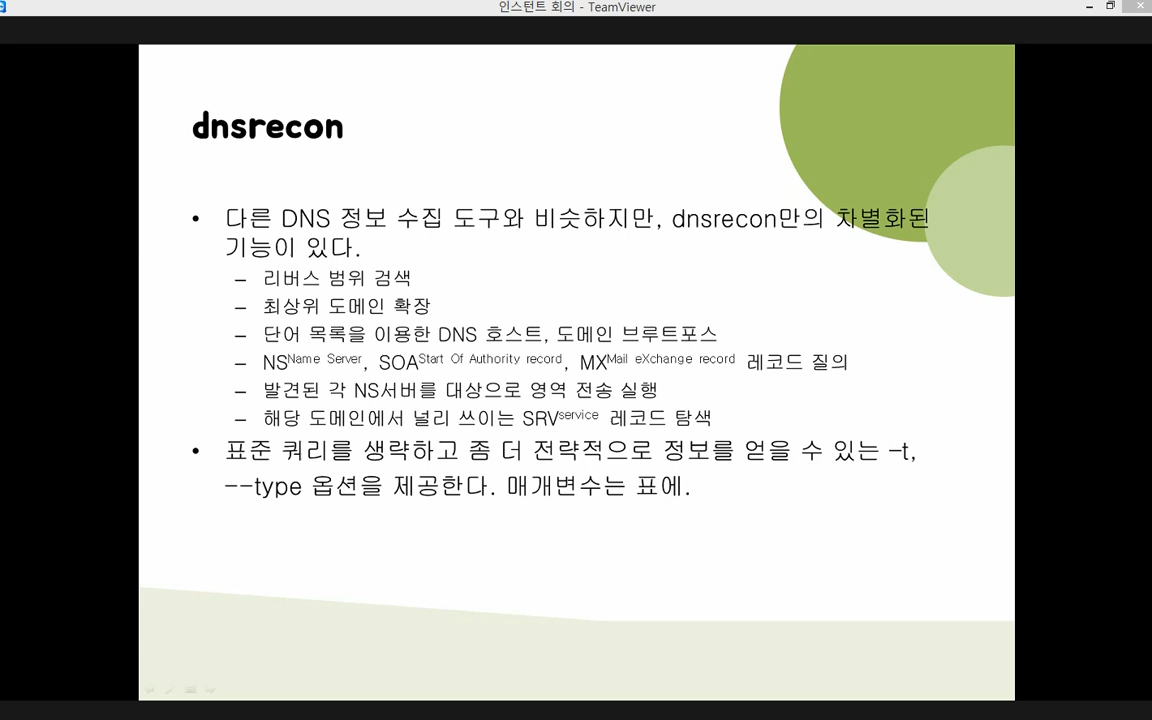 인스턴트 회의 - TeamViewer
dnsrecon
• 다른 DNS 정보 수집 도구와 비슷하지만, dnsrecon만의 차별화된
기능이 있다.
– 리버스 범위 검색
– 최상위 도메인 확장
– 단어 목록을 이용한 DNS 호스트, 도메인 브루트포스
– NSName Server, SOAStart Of Authority record, MXMail eXchange record 레코드 질의
– 발견된 각 NS서버를 대상으로 영역 전송 실행
– 해당 도메인에서 널리 쓰이는 SRVservice 레코드 탐색
• 표준 쿼리를 생략하고 좀 더 전략적으로 정보를 얻을 수 있는 –t,
--type 옵션을 제공한다. 매개변수는 표에.